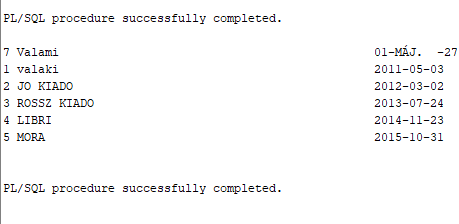 PL/SQL procedure successfully completed.
7 Valami 01-MÁJ. -27
1 valaki 2011-05-03
2 JO KIADO 2012-03-02
3 ROSSZ KIADO 2013-07-24
4 LIBRI 2014-11-23
5 MORA 2015-10-31
PL/SQL procedure successfully completed.